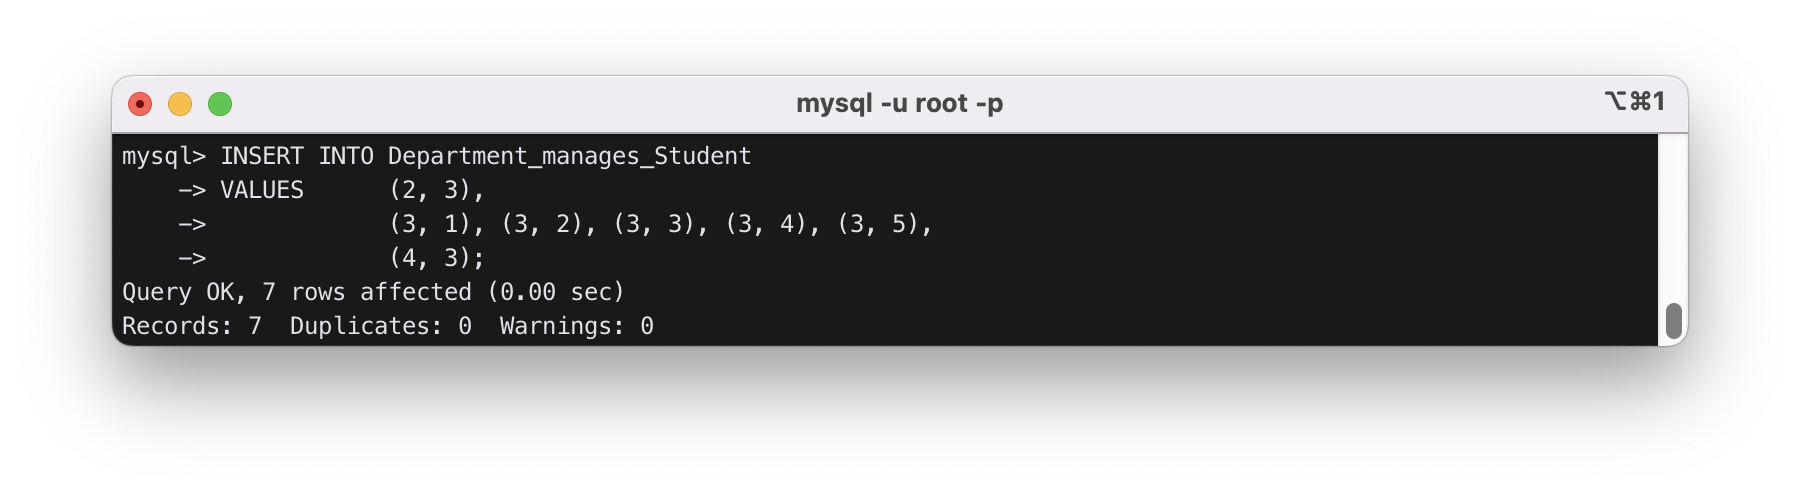 mysql -u root -p
⌥⌘1
mysql> INSERT INTO Department_manages_Student
    -> VALUES      (2, 3),
    ->             (3, 1), (3, 2), (3, 3), (3, 4), (3, 5),
    ->             (4, 3);
Query OK, 7 rows affected (0.00 sec)
Records: 7  Duplicates: 0  Warnings: 0